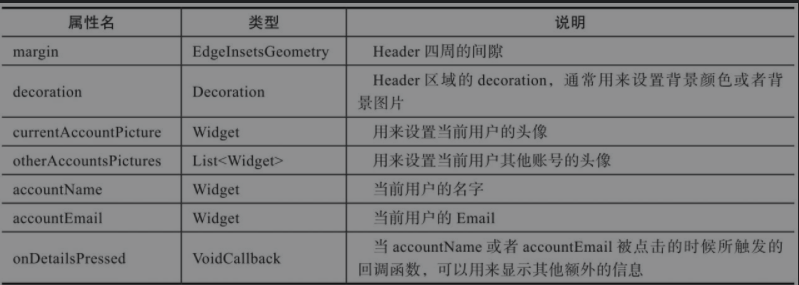 属性名 类型 说明
margin EdgeInsetsGeometry Header 四周的间隙
decoration Decoration Header 区域的 decoration，通常用来设置背景颜色或者背
景图片
currentAccountPicture Widget 用来设置当前用户的头像
otherAccountsPictures List<Widget> 用来设置当前用户其他账号的头像
accountName Widget 当前用户的名字
accountEmail Widget 当前用户的 Email
onDetailsPressed VoidCallback 当 accountName 或者 accountEmail 被点击的时候所触发的
回调函数，可以用来显示其他额外的信息